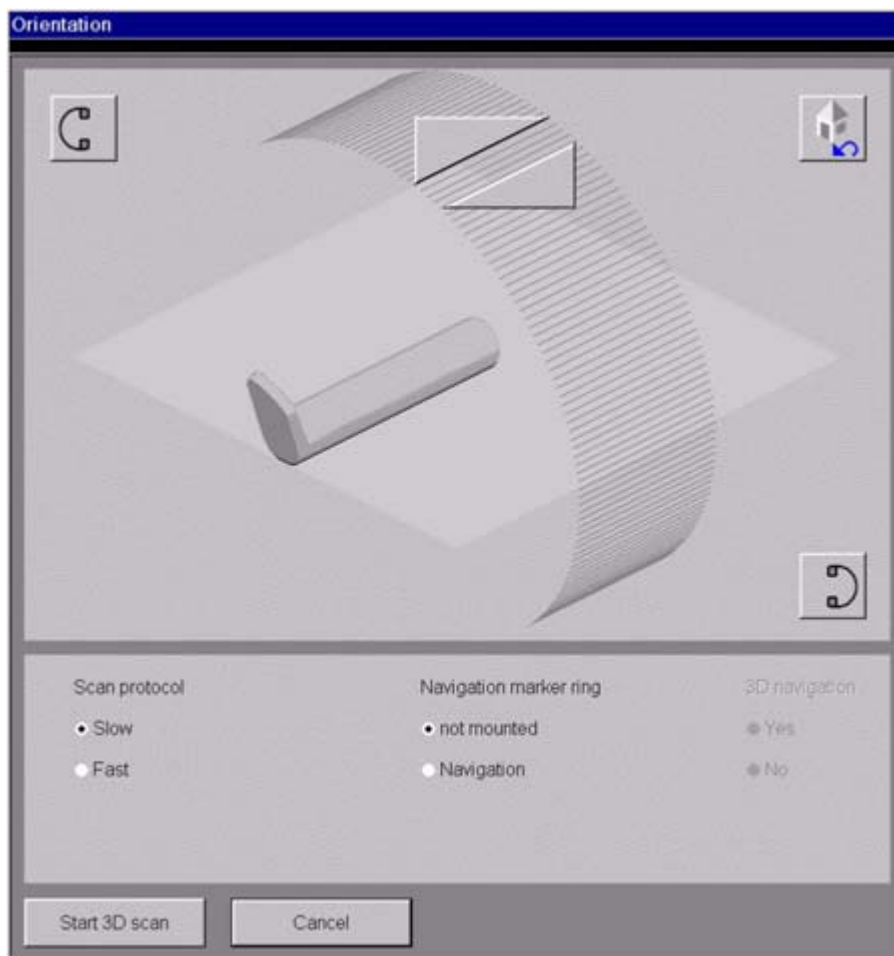 Orientation
Scan protocol
Navigation marker ring
3D navigation
Slow
not mounted
Yes
Fast
Navigation
No
Start 3D scan
Cancel